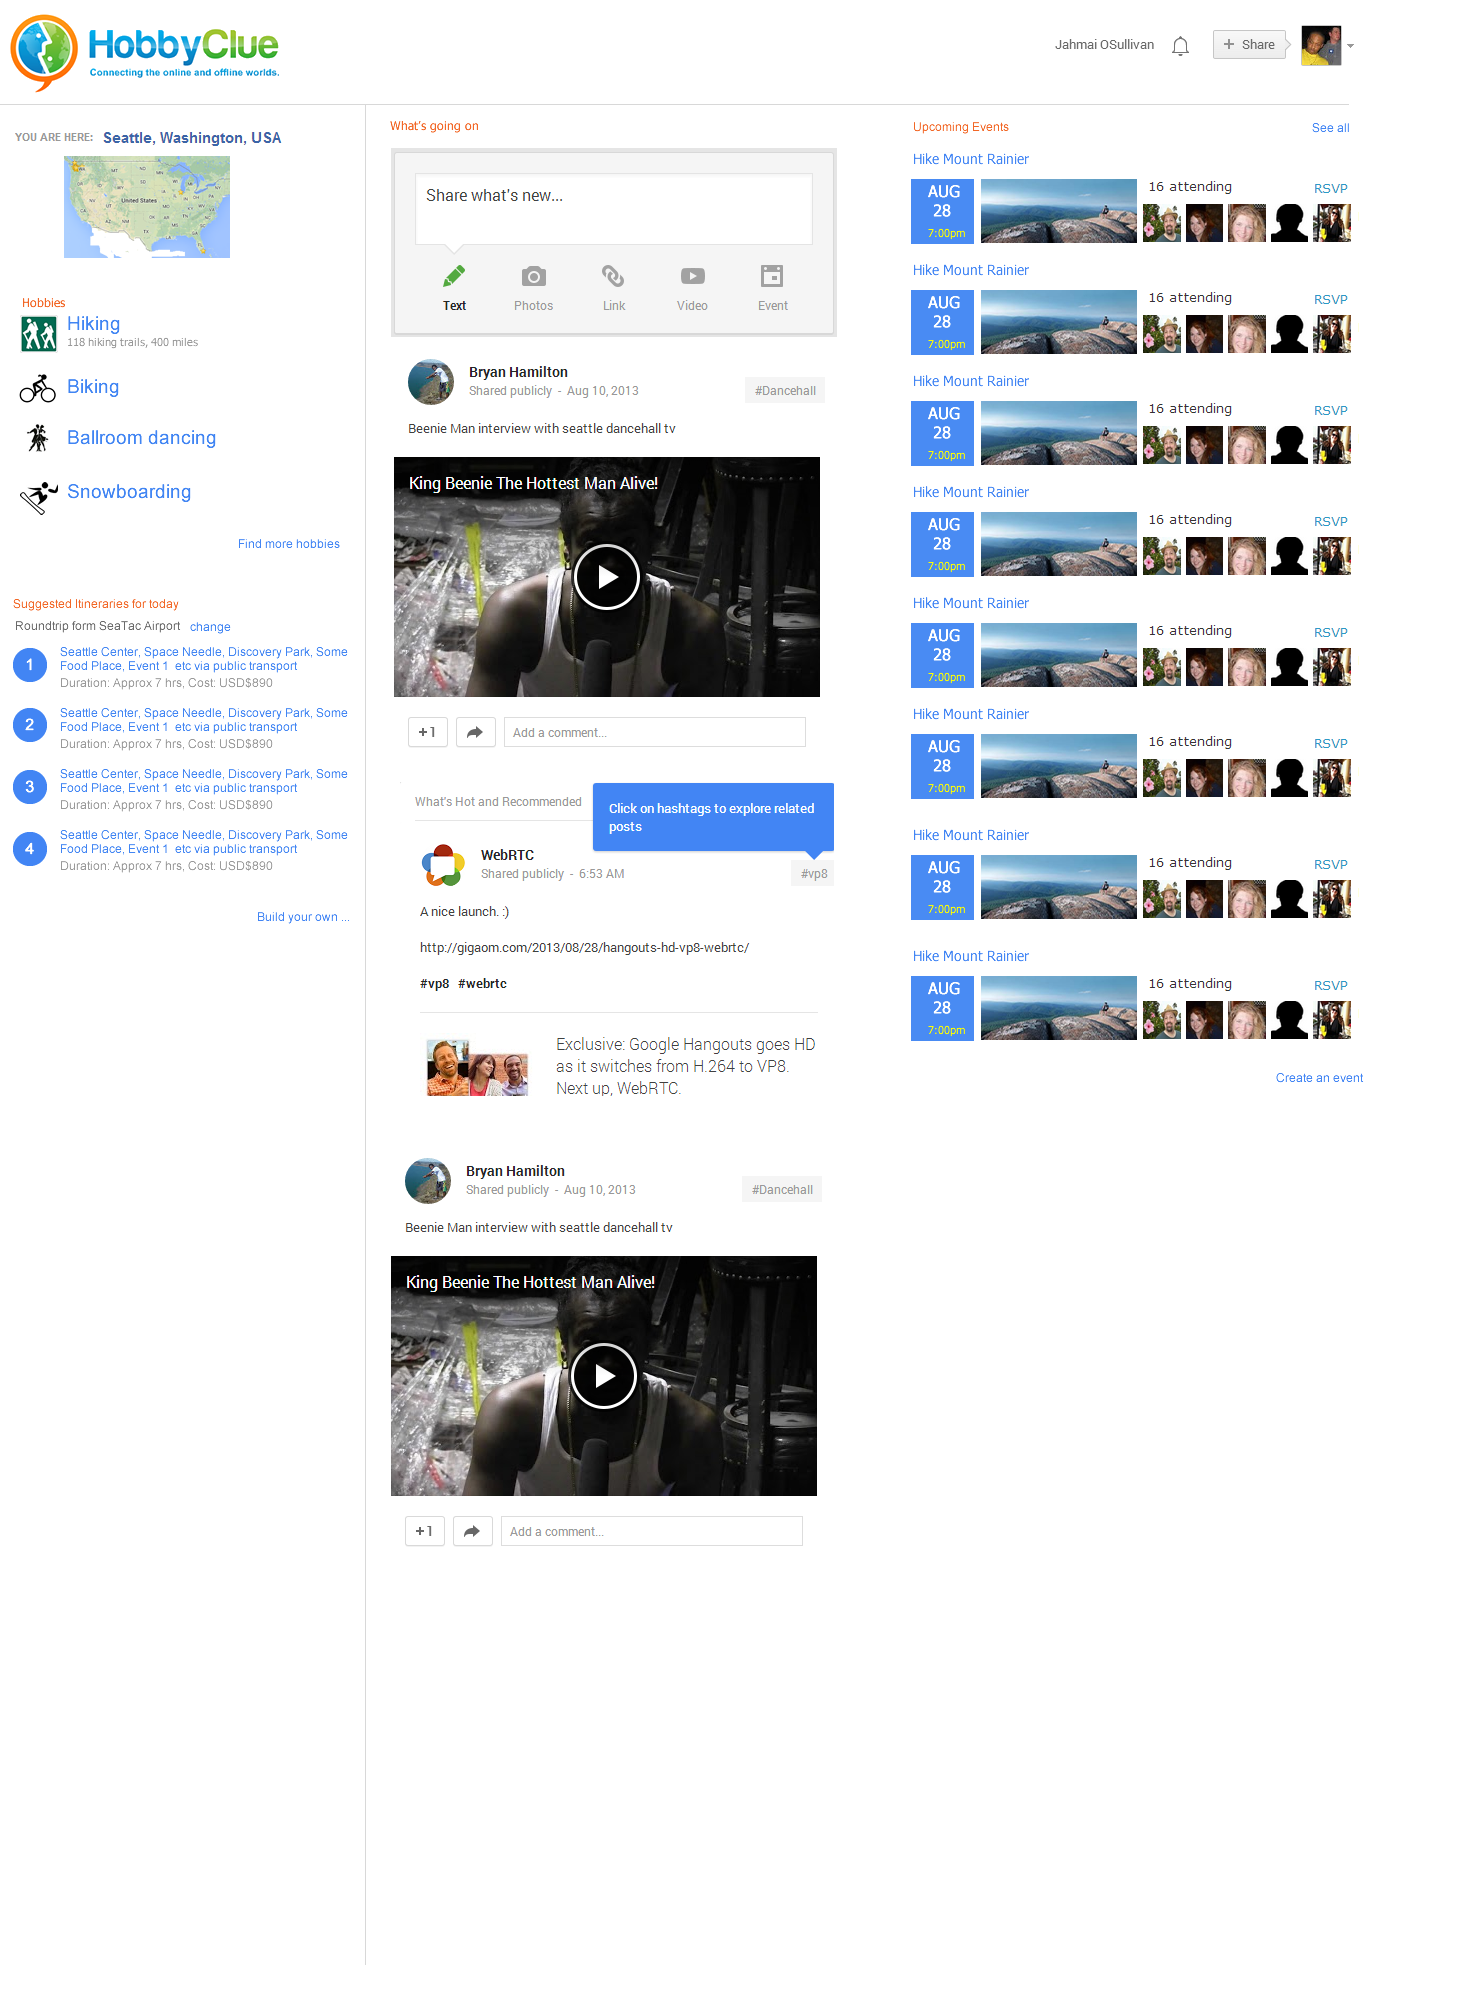 HobbyClue
Connecting the online and offline worlds.
Jahmai OSullivan
+ Share
YOU ARE HERE: Seattle, Washington, USA
United States
Hobbies
Hiking
118 hiking trails, 400 miles
Biking
Ballroom dancing
Snowboarding
Find more hobbies
Suggested Itineraries for today
Roundtrip form SeaTac Airport change
1
Seattle Center, Space Needle, Discovery Park, Some
Food Place, Event 1 etc via public transport
Duration: Approx 7 hrs, Cost: USD$890
2
Seattle Center, Space Needle, Discovery Park, Some
Food Place, Event 1 etc via public transport
Duration: Approx 7 hrs, Cost: USD$890
3
Seattle Center, Space Needle, Discovery Park, Some
Food Place, Event 1 etc via public transport
Duration: Approx 7 hrs, Cost: USD$890
4
Seattle Center, Space Needle, Discovery Park, Some
Food Place, Event 1 etc via public transport
Duration: Approx 7 hrs, Cost: USD$890
Build your own ...
What's going on
Share what's new...
Text Photos Link Video Event
Bryan Hamilton
Shared publicly - Aug 10, 2013
#Dancehall
Beenie Man interview with seattle dancehall tv
King Beenie The Hottest Man Alive!
+1
Add a comment...
What's Hot and Recommended
Click on hashtags to explore related
posts
WebRTC
Shared publicly - 6:53 AM
#vp8
A nice launch. :)
http://gigaom.com/2013/08/28/hangouts-hd-vp8-webrtc/
#vp8 #webrtc
Exclusive: Google Hangouts goes HD
as it switches from H.264 to VP8.
Next up, WebRTC.
Bryan Hamilton
Shared publicly - Aug 10, 2013
#Dancehall
Beenie Man interview with seattle dancehall tv
King Beenie The Hottest Man Alive!
+1
Add a comment...
Upcoming Events
See all
Hike Mount Rainier
AUG
28
7:00pm
16 attending
RSVP
Hike Mount Rainier
AUG
28
7:00pm
16 attending
RSVP
Hike Mount Rainier
AUG
28
7:00pm
16 attending
RSVP
Hike Mount Rainier
AUG
28
7:00pm
16 attending
RSVP
Hike Mount Rainier
AUG
28
7:00pm
16 attending
RSVP
Hike Mount Rainier
AUG
28
7:00pm
16 attending
RSVP
Hike Mount Rainier
AUG
28
7:00pm
16 attending
RSVP
Hike Mount Rainier
AUG
28
7:00pm
16 attending
RSVP
Create an event